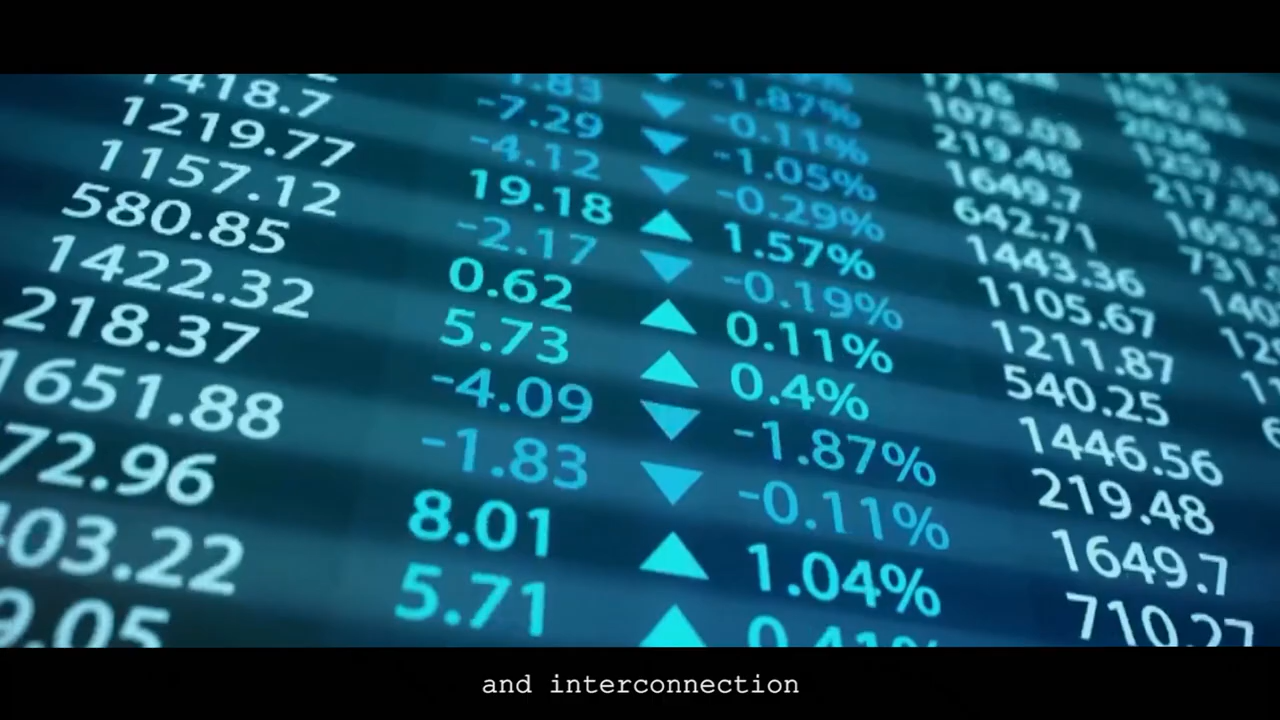 -1.87% 219.48
-0.11% 1649.7
-7.29 -1.05% 642.71
1418.7 -4.12 -0.29% 1443.36
1219.77 19.18 1.57% 1105.67
1157.12 -2.17 -0.19% 1211.87
580.85 0.62 0.11% 540.25
1422.32 5.73 0.4% 1446.56
218.37 -4.09 -1.87% 219.48
1651.88 -1.83 -0.11% 1649.7
72.96 8.01 1.04% 710.27
03.22 5.71 0.41%
9.05
and interconnection